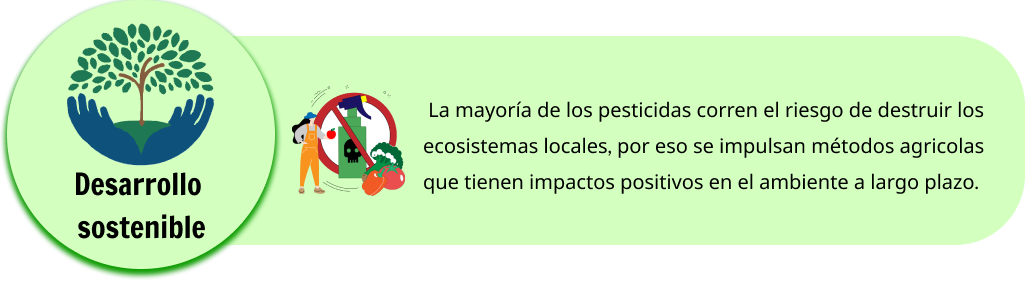 Desarrollo
sostenible
La mayoría de los pesticidas corren el riesgo de destruir los
ecosistemas locales, por eso se impulsan métodos agricolas
que tienen impactos positivos en el ambiente a largo plazo.